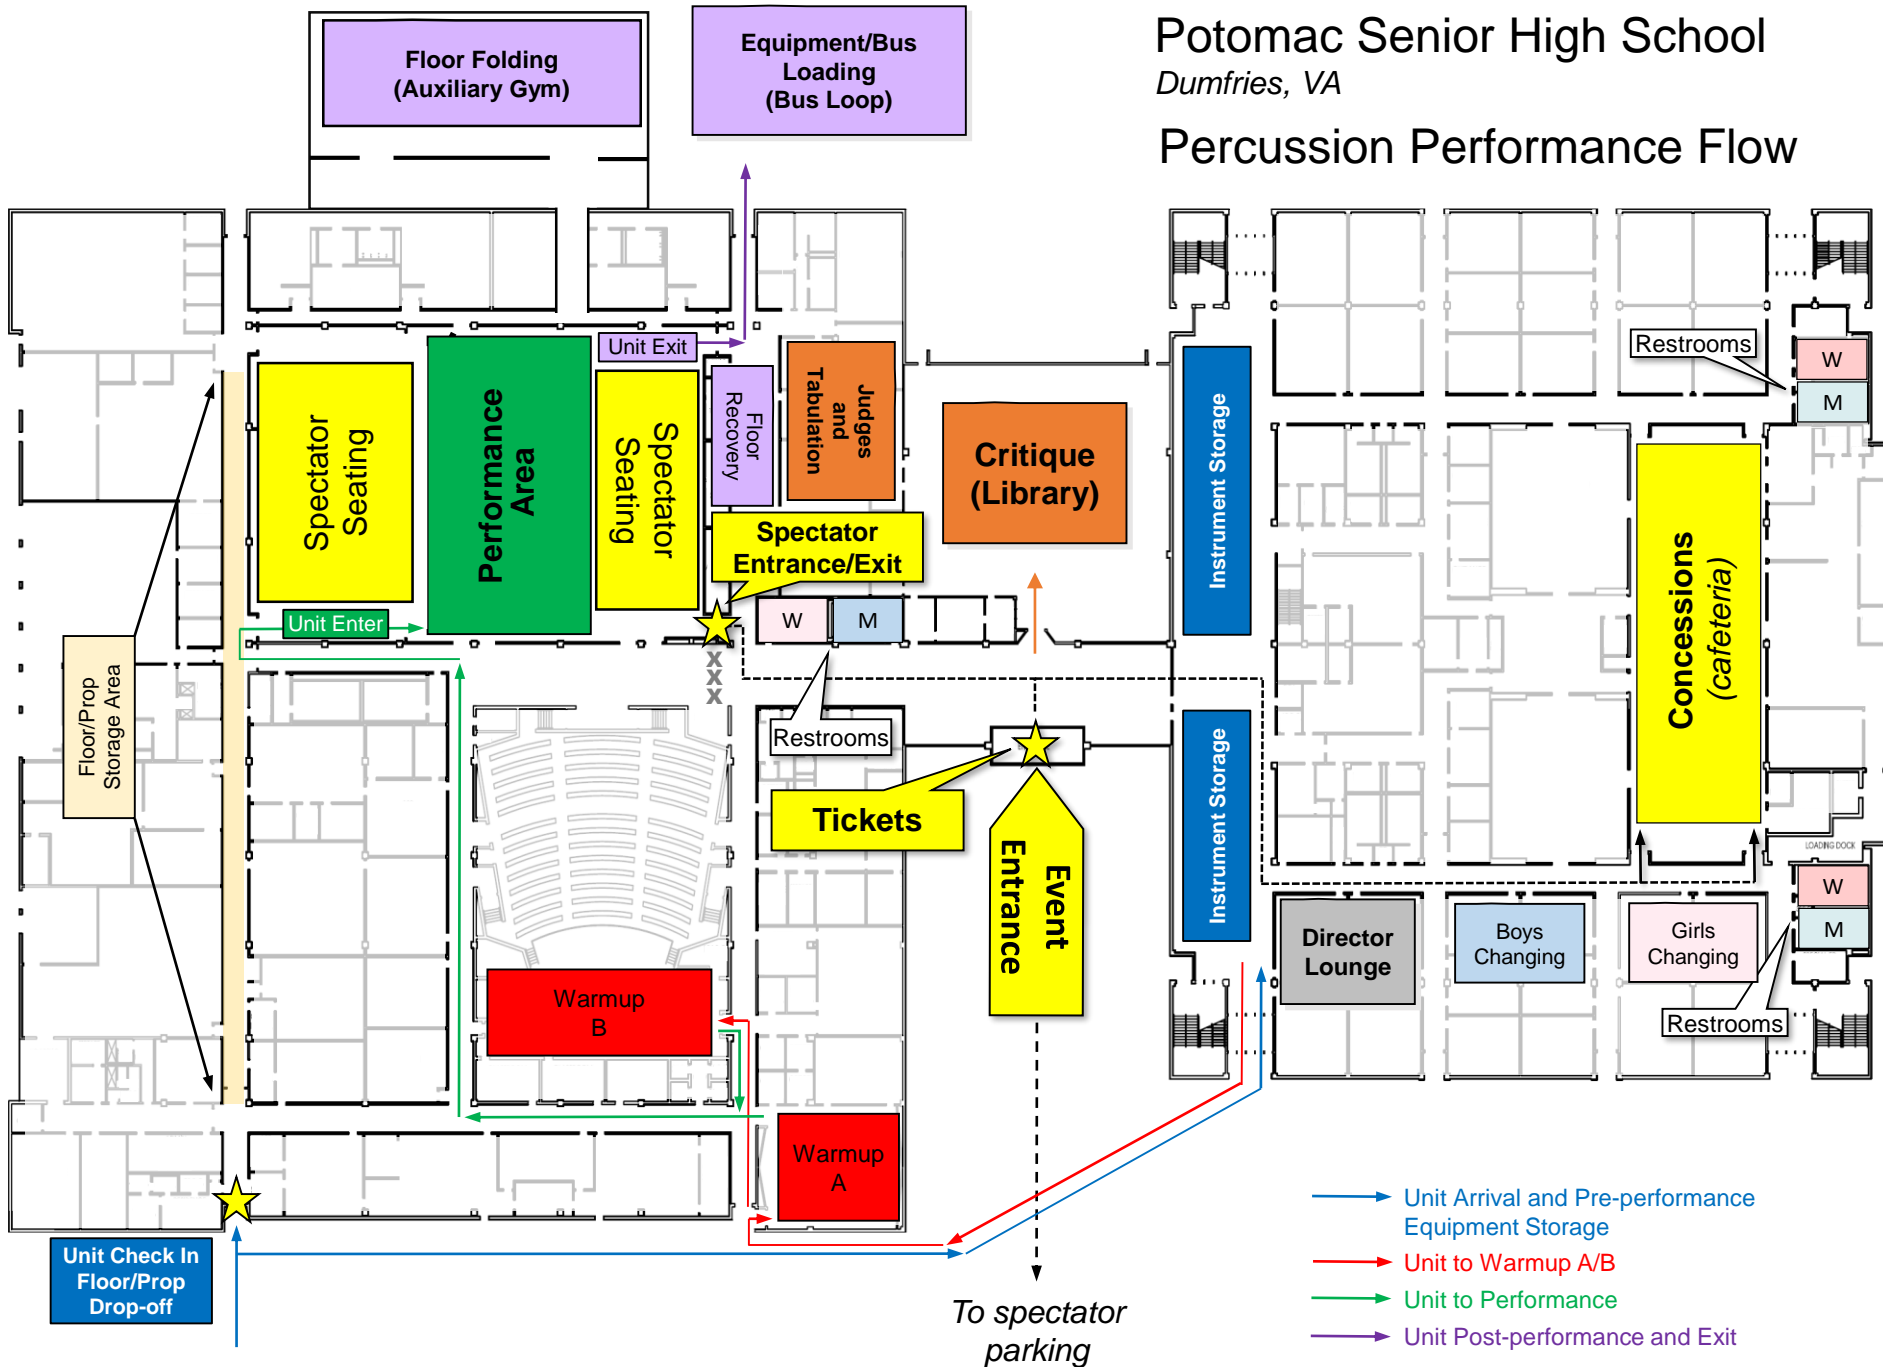 Potomac Senior High School
Dumfries, VA
Percussion Performance Flow
Floor Folding
(Auxiliary Gym)
Equipment/Bus
Loading
(Bus Loop)
Unit Exit
Spectator
Seating
Performance
Area
Spectator
Seating
Floor
Recovery
Judges
and
Tabulation
Critique
(Library)
Instrument Storage
Restrooms
W
M
Spectator
Entrance/Exit
Concessions
(cafeteria)
Unit Enter
W
M
X
X
X
Floor/Prop
Storage Area
Restrooms
Tickets
Event
Entrance
Instrument Storage
LOADING DOCK
W
M
Director
Lounge
Boys
Changing
Girls
Changing
Restrooms
Warmup
B
Warmup
A
Unit Check In
Floor/Prop
Drop-off
To spectator
parking
Unit Arrival and Pre-performance
Equipment Storage
Unit to Warmup A/B
Unit to Performance
Unit Post-performance and Exit